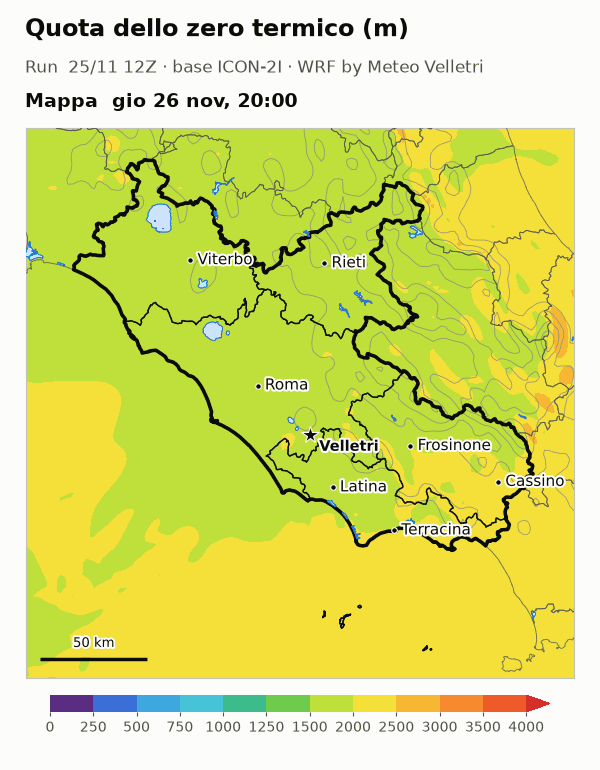 Quota dello zero termico (m)
Run  25/11 12Z · base ICON-2I · WRF by Meteo Velletri
Mappa  gio 26 nov, 20:00
Viterbo
Rieti
Roma
Velletri
Frosinone
Latina
Cassino
Terracina
50 km
0 250 500 750 1000 1250 1500 2000 2500 3000 3500 4000